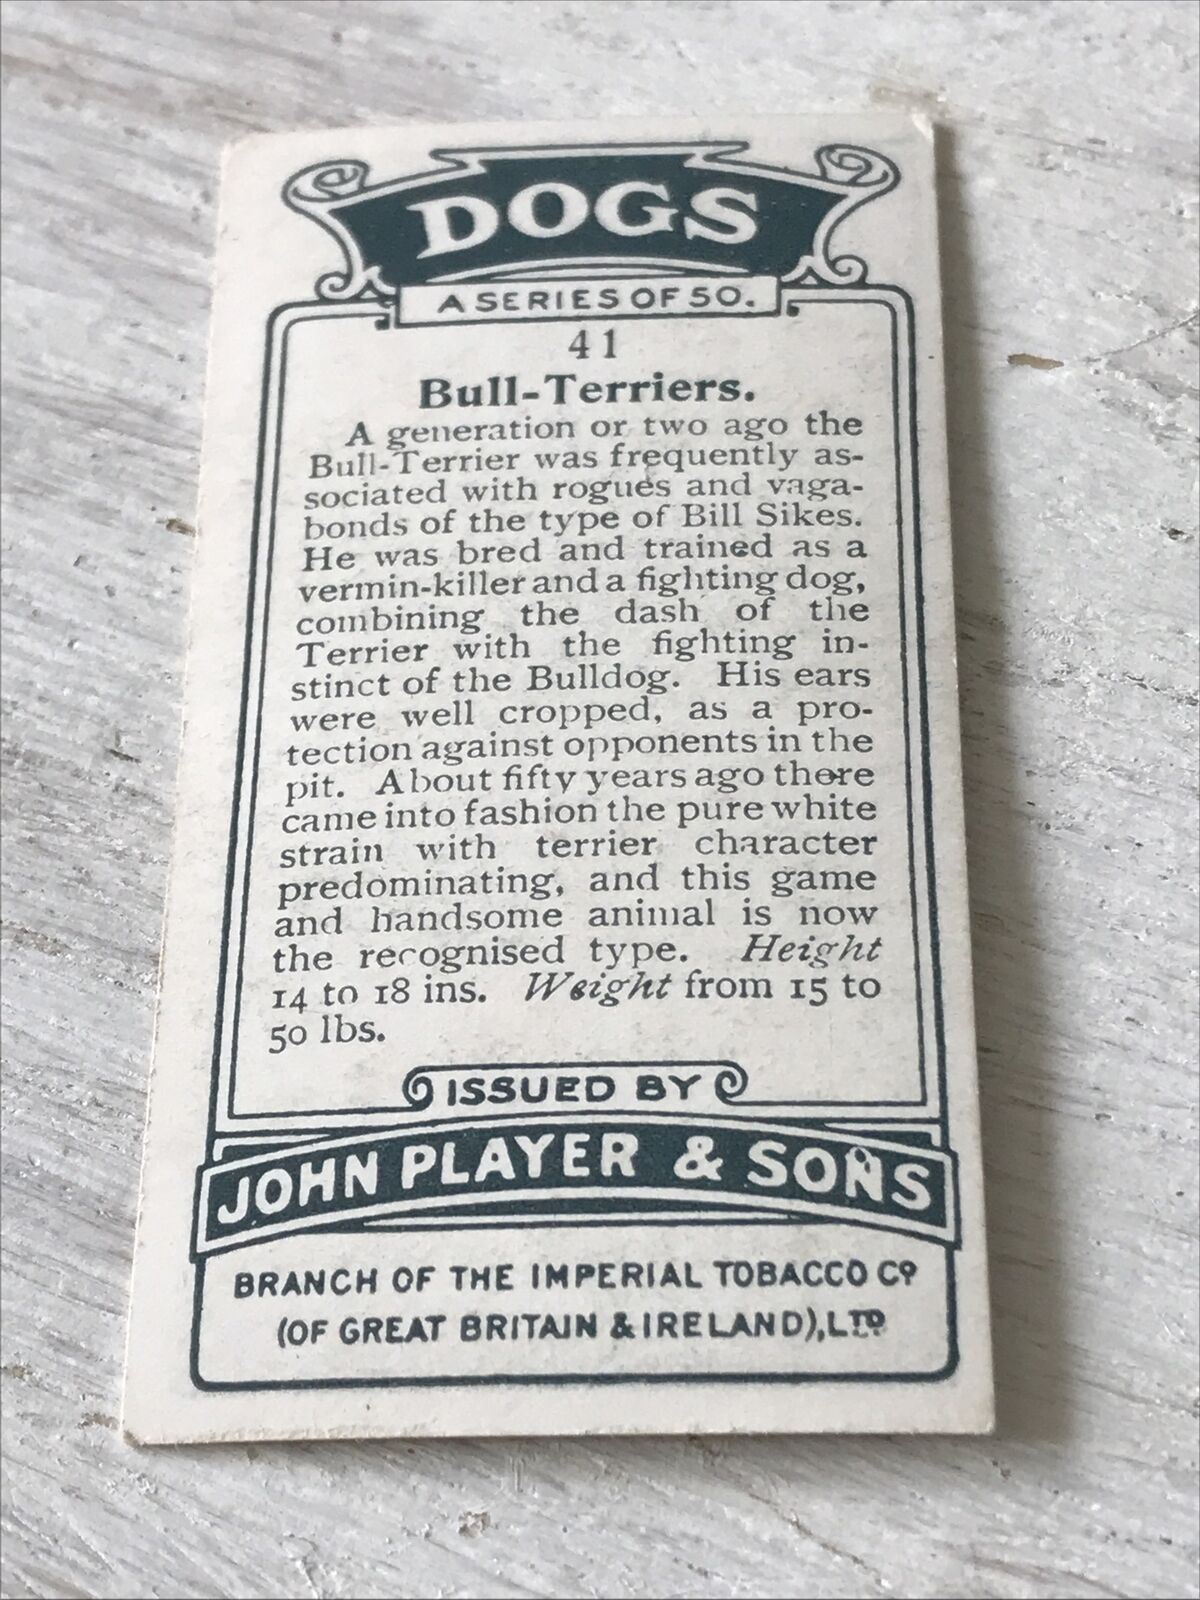 DOGS
A SERIES OF 50.
41
Bull-Terriers.
A generation or two ago the
Bull-Terrier was frequently as-
sociated with rogues and vaga-
bonds of the type of Bill Sikes.
He was bred and trained as a
vermin-killer and a fighting dog,
combining the dash of the
Terrier with the fighting in-
stinct of the Bulldog. His ears
were well cropped, as a pro-
tection against opponents in the
pit. About fifty years ago there
came into fashion the pure white
strain with terrier character
predominating, and this game
and handsome animal is now
the recognised type. Height
14 to 18 ins. Weight from 15 to
50 lbs.
ISSUED BY
JOHN PLAYER & SONS
BRANCH OF THE IMPERIAL TOBACCO Co
(OF GREAT BRITAIN & IRELAND), LTD